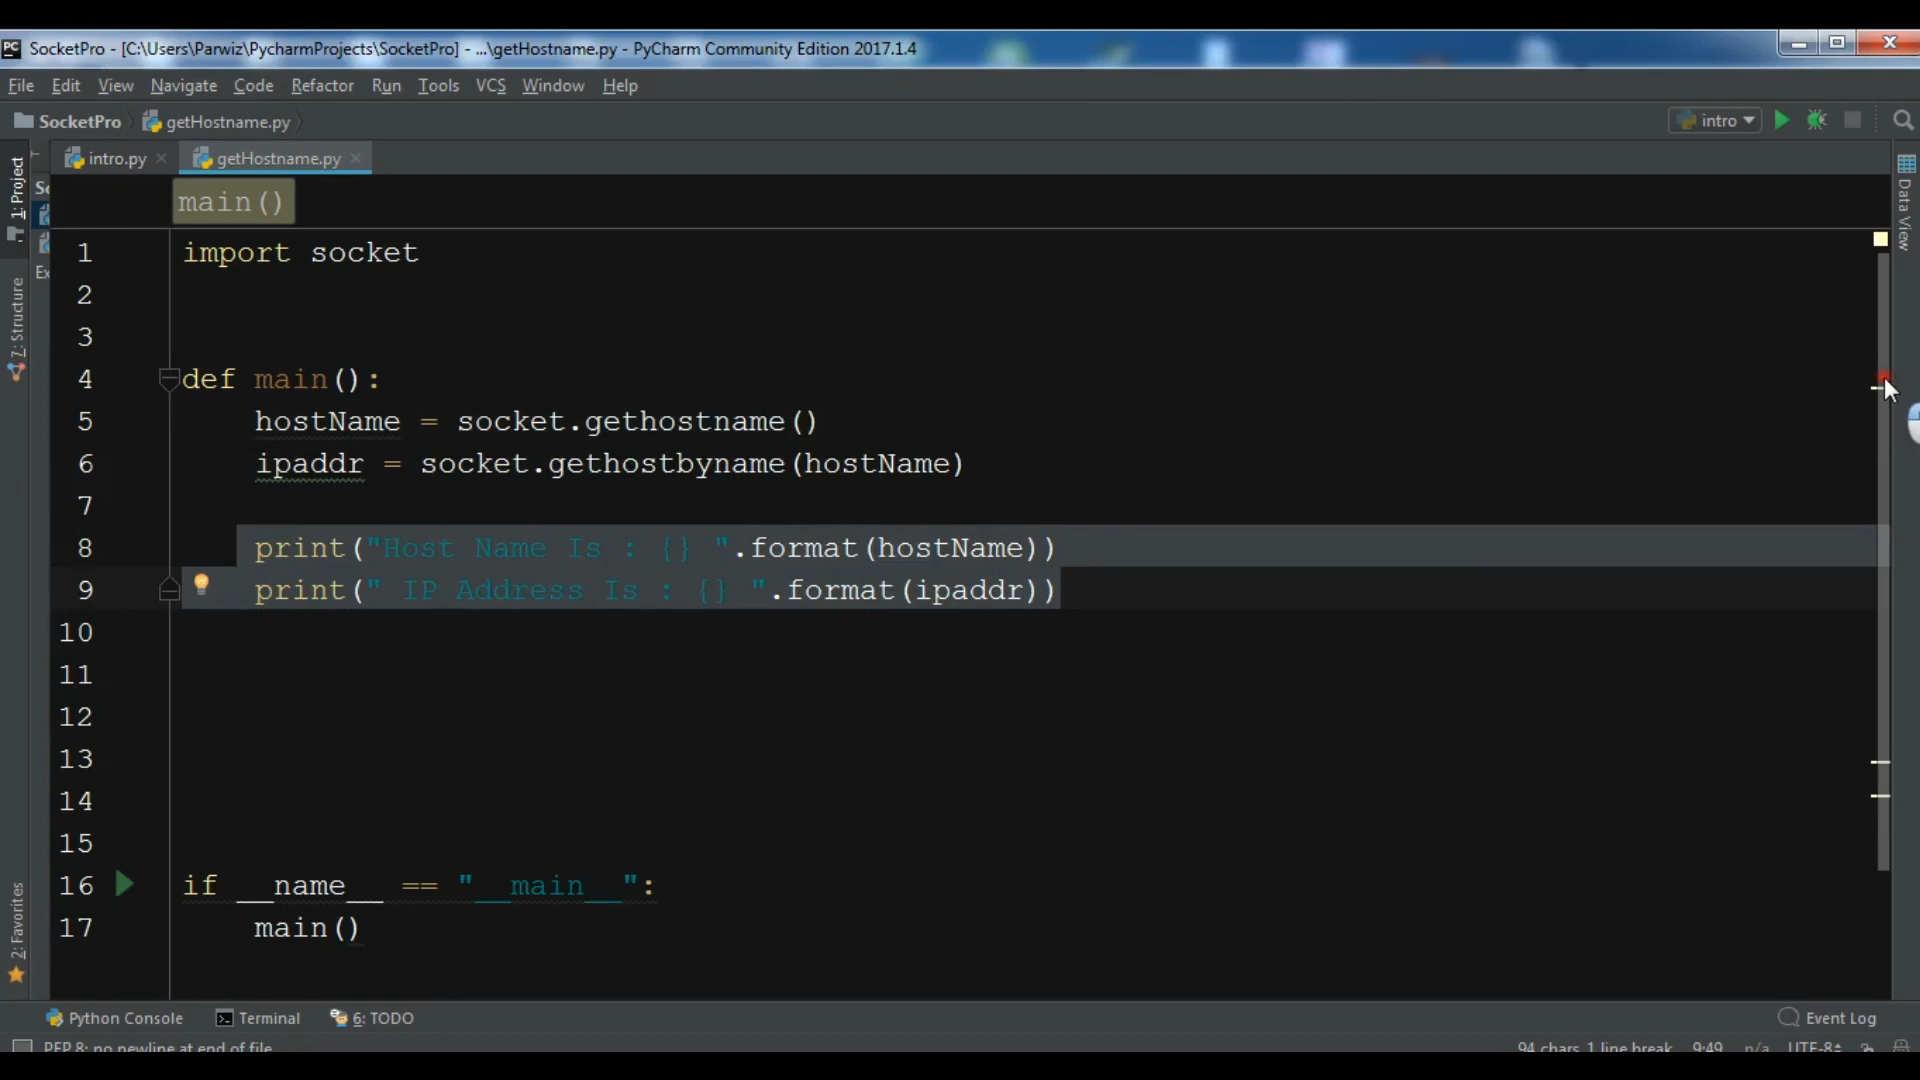 SocketPro - [C:\Users\Parwiz\PycharmProjects\SocketPro] - ...\getHostname.py - PyCharm Community Edition 2017.1.4
File Edit View Navigate Code Refactor Run Tools VCS Window Help
SocketPro getHostname.py intro
intro.py getHostname.py
1: Project
7: Structure
2: Favorites
Data View
So
Ex
main()
1 import socket
2
3
4 def main():
5 hostName = socket.gethostname()
6 ipaddr = socket.gethostbyname(hostName)
7
8 print("Host Name Is : {} ".format(hostName))
9 print(" IP Address Is : {} ".format(ipaddr))
10
11
12
13
14
15
16 if __name__ == "__main__":
17 main()
Python Console Terminal 6: TODO Event Log
PEP 8: no newline at end of file 94 chars, 1 line break 9:49 n/a UTF-8